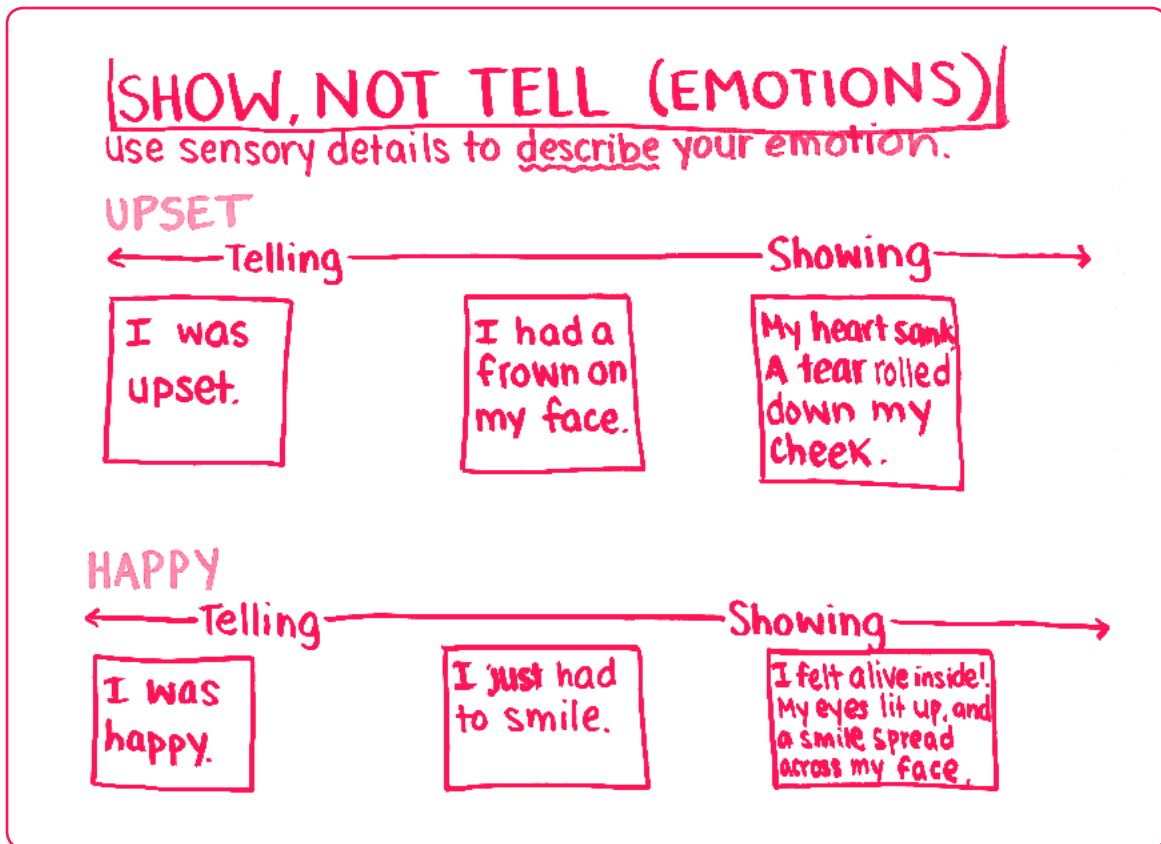 SHOW, NOT TELL (EMOTIONS)
use sensory details to describe your emotion.
UPSET
Telling Showing
I was
upset.
I had a
frown on
my face.
My heart sank.
A tear rolled
down my
cheek.
HAPPY
Telling Showing
I was
happy.
I just had
to smile.
I felt alive inside!
My eyes lit up, and
a smile spread
across my face.